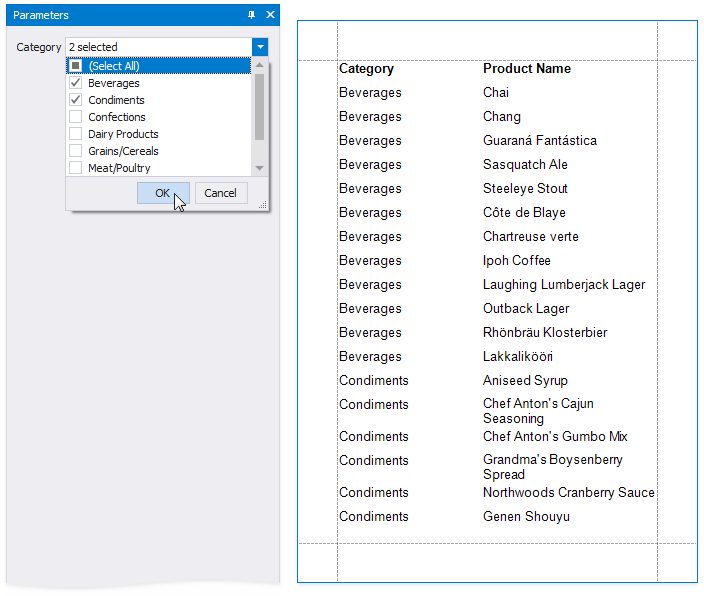 Parameters
Category 2 selected
(Select All)
Beverages
Condiments
Confections
Dairy Products
Grains/Cereals
Meat/Poultry
OK Cancel
Category Product Name
Beverages Chai
Beverages Chang
Beverages Guaraná Fantástica
Beverages Sasquatch Ale
Beverages Steeleye Stout
Beverages Côte de Blaye
Beverages Chartreuse verte
Beverages Ipoh Coffee
Beverages Laughing Lumberjack Lager
Beverages Outback Lager
Beverages Rhönbräu Klosterbier
Beverages Lakkalikööri
Condiments Aniseed Syrup
Condiments Chef Anton's Cajun
Seasoning
Condiments Chef Anton's Gumbo Mix
Condiments Grandma's Boysenberry
Spread
Condiments Northwoods Cranberry Sauce
Condiments Genen Shouyu